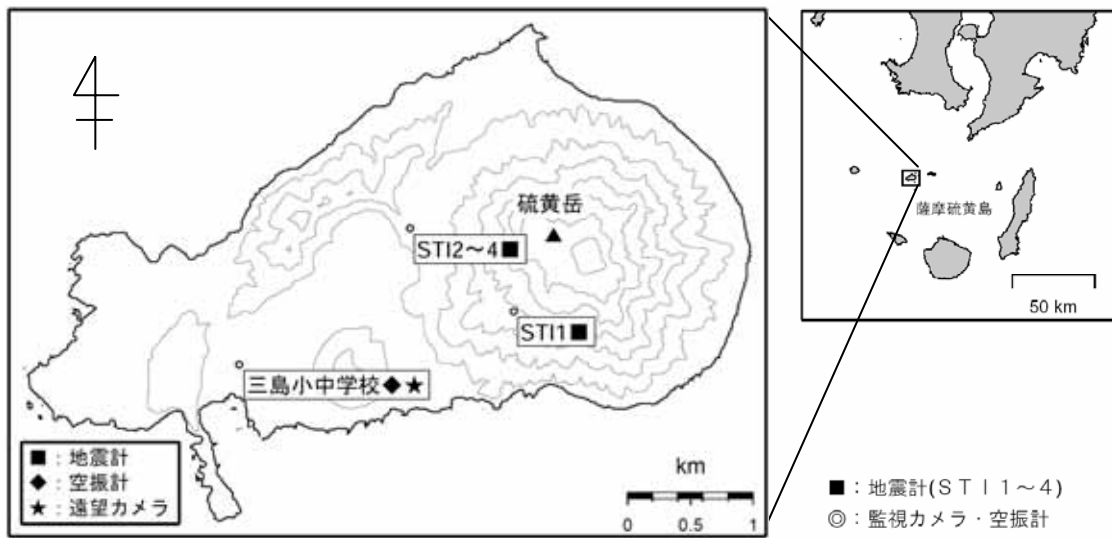 硫黄岳
STI2～4■
STI1■
三島小中学校◆★
■：地震計
◆：空振計
★：遠望カメラ
km
0 0.5 1
薩摩硫黄島
50 km
■：地震計(ＳＴＩ１～４)
◎：監視カメラ・空振計